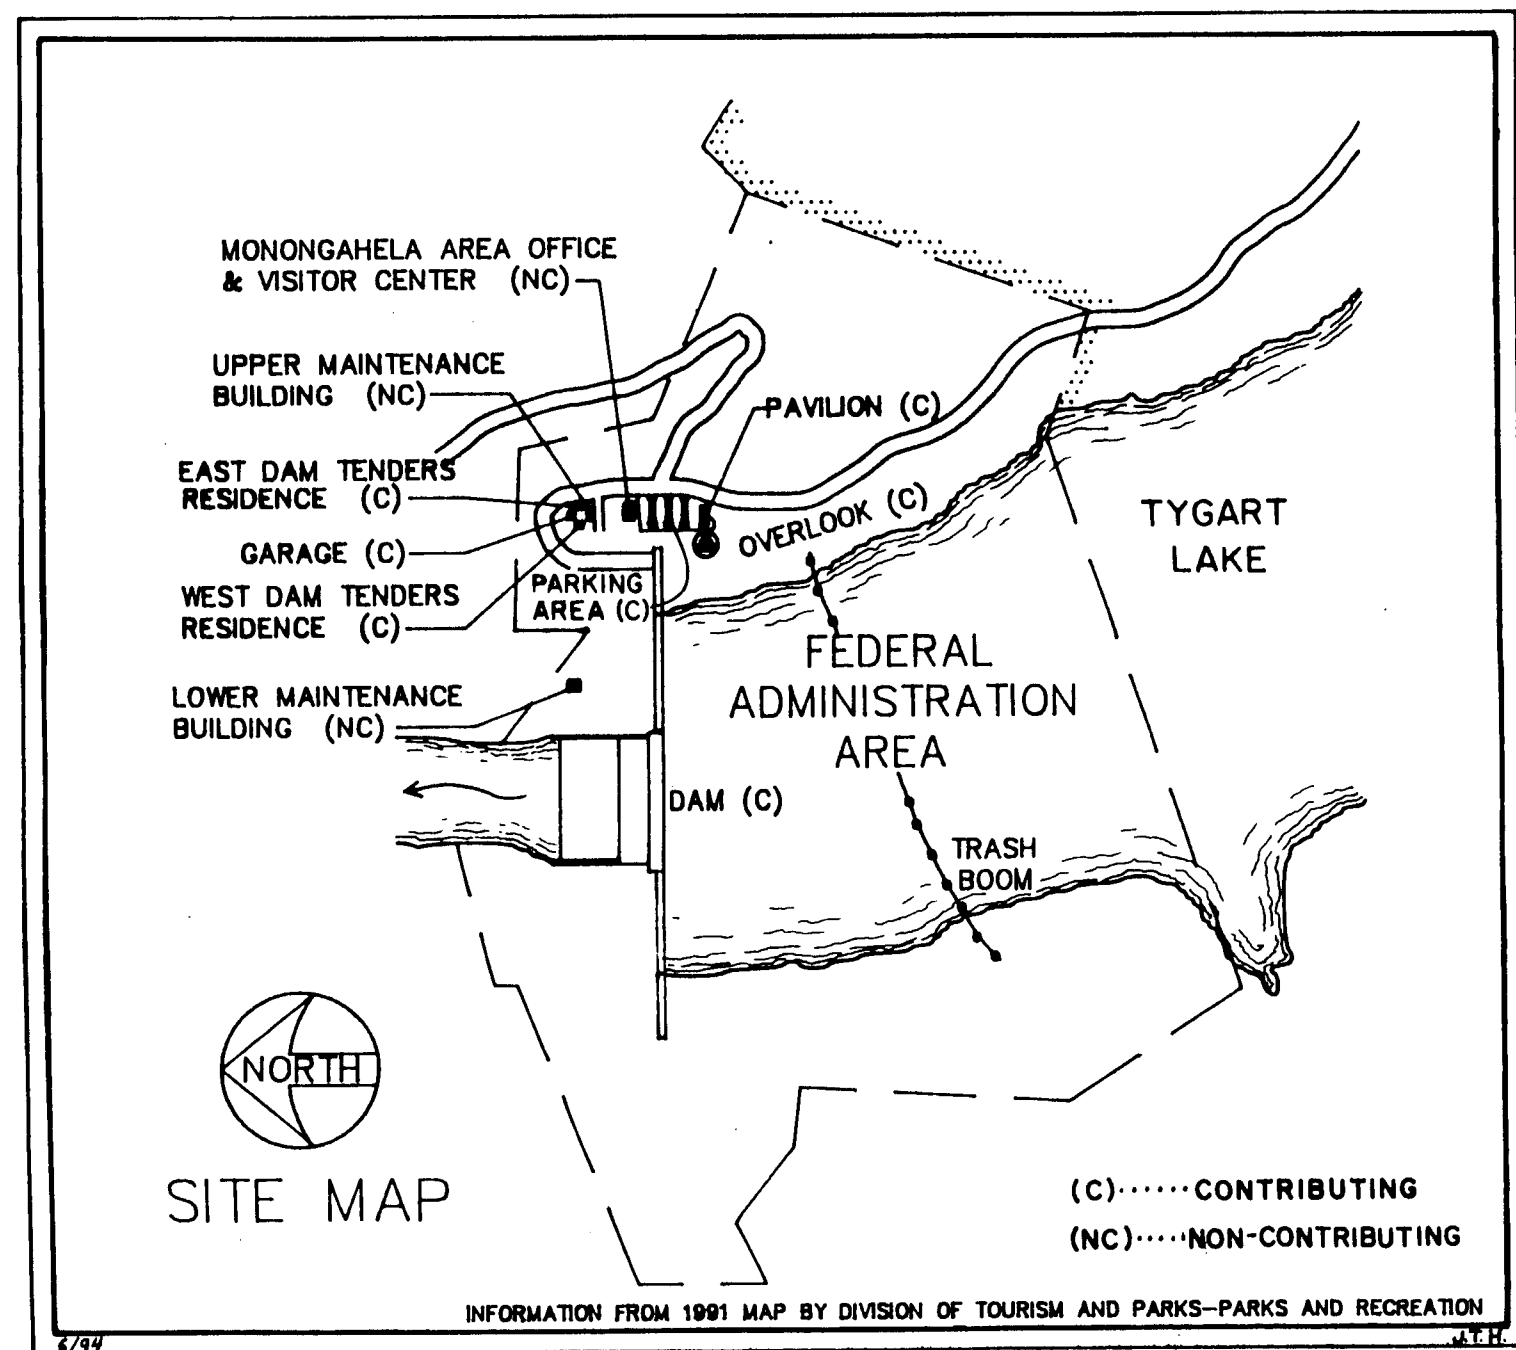 MONONGAHELA AREA OFFICE
& VISITOR CENTER (NC)
UPPER MAINTENANCE
BUILDING (NC)
PAVILION (C)
EAST DAM TENDERS
RESIDENCE (C)
OVERLOOK (C)
TYGART
LAKE
GARAGE (C)
PARKING
AREA (C)
WEST DAM TENDERS
RESIDENCE (C)
FEDERAL
ADMINISTRATION
AREA
LOWER MAINTENANCE
BUILDING (NC)
DAM (C)
TRASH
BOOM
NORTH
SITE MAP
(C)······CONTRIBUTING
(NC)·····NON-CONTRIBUTING
INFORMATION FROM 1991 MAP BY DIVISION OF TOURISM AND PARKS-PARKS AND RECREATION
6/94
J.T.H.